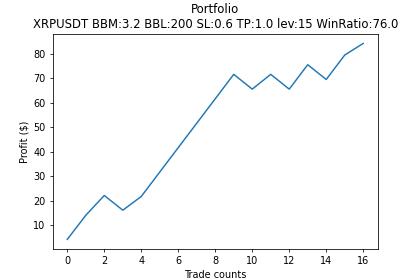 Portfolio
XRPUSDT BBM:3.2 BBL:200 SL:0.6 TP:1.0 lev:15 WinRatio:76.0
80
70
60
50
40
30
20
10
Profit ($)
0 2 4 6 8 10 12 14 16
Trade counts